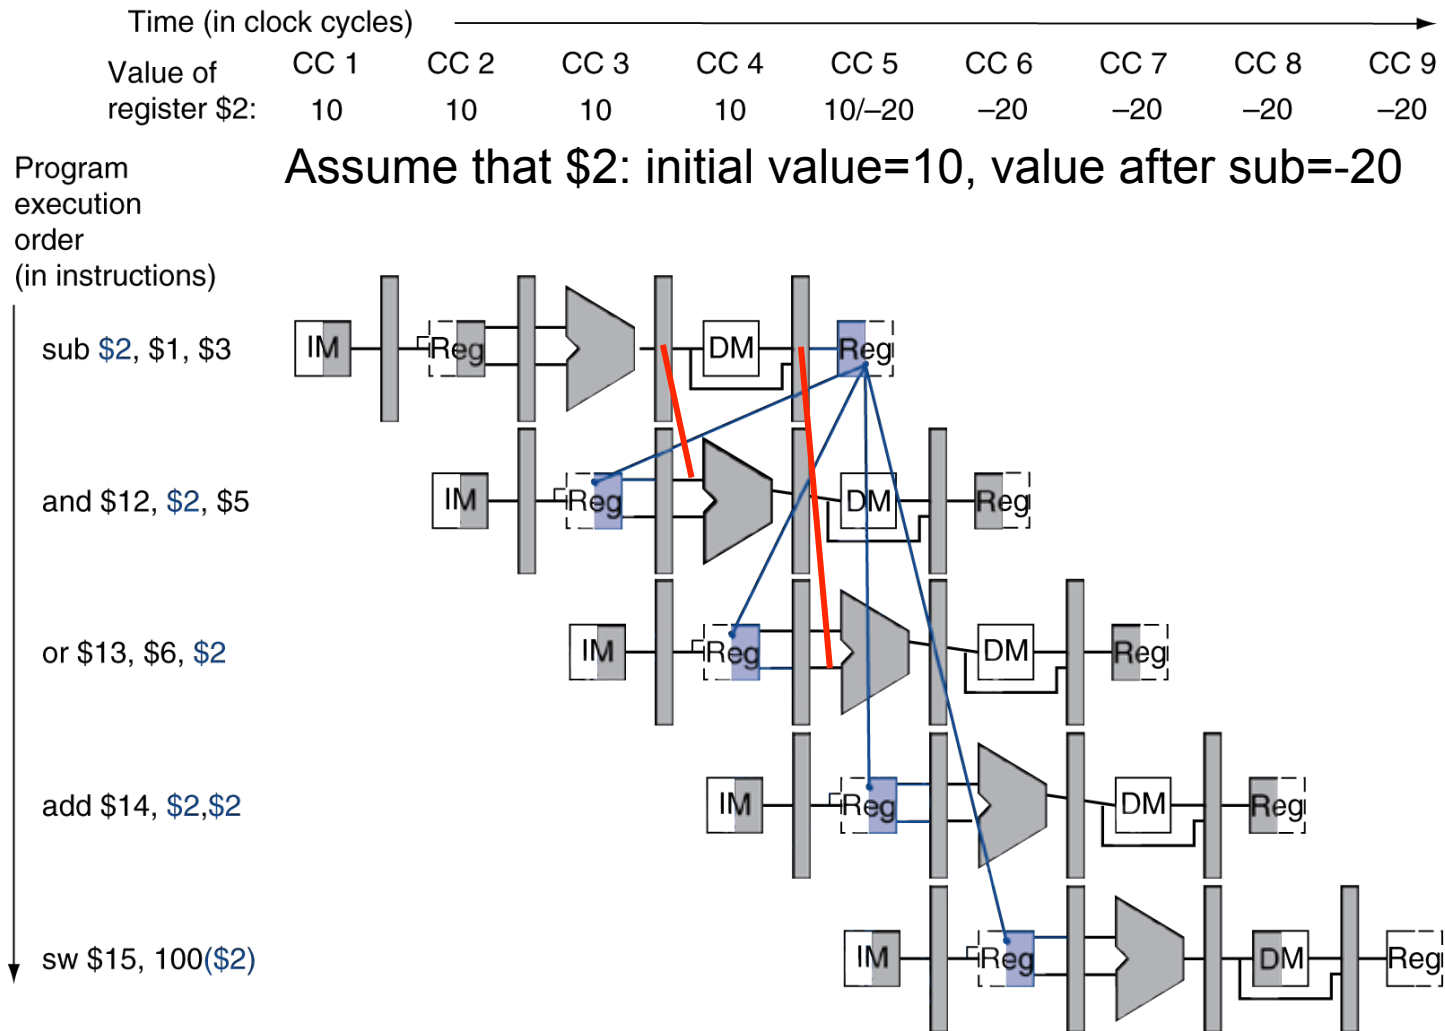 Time (in clock cycles)
Value of register $2:
CC 1 CC 2 CC 3 CC 4 CC 5 CC 6 CC 7 CC 8 CC 9
10 10 10 10 10/–20 –20 –20 –20 –20
Assume that $2: initial value=10, value after sub=-20
Program
execution
order
(in instructions)
sub $2, $1, $3
IM Reg DM Reg
and $12, $2, $5
IM Reg DM Reg
or $13, $6, $2
IM Reg DM Reg
add $14, $2,$2
IM Reg DM Reg
sw $15, 100($2)
IM Reg DM Reg